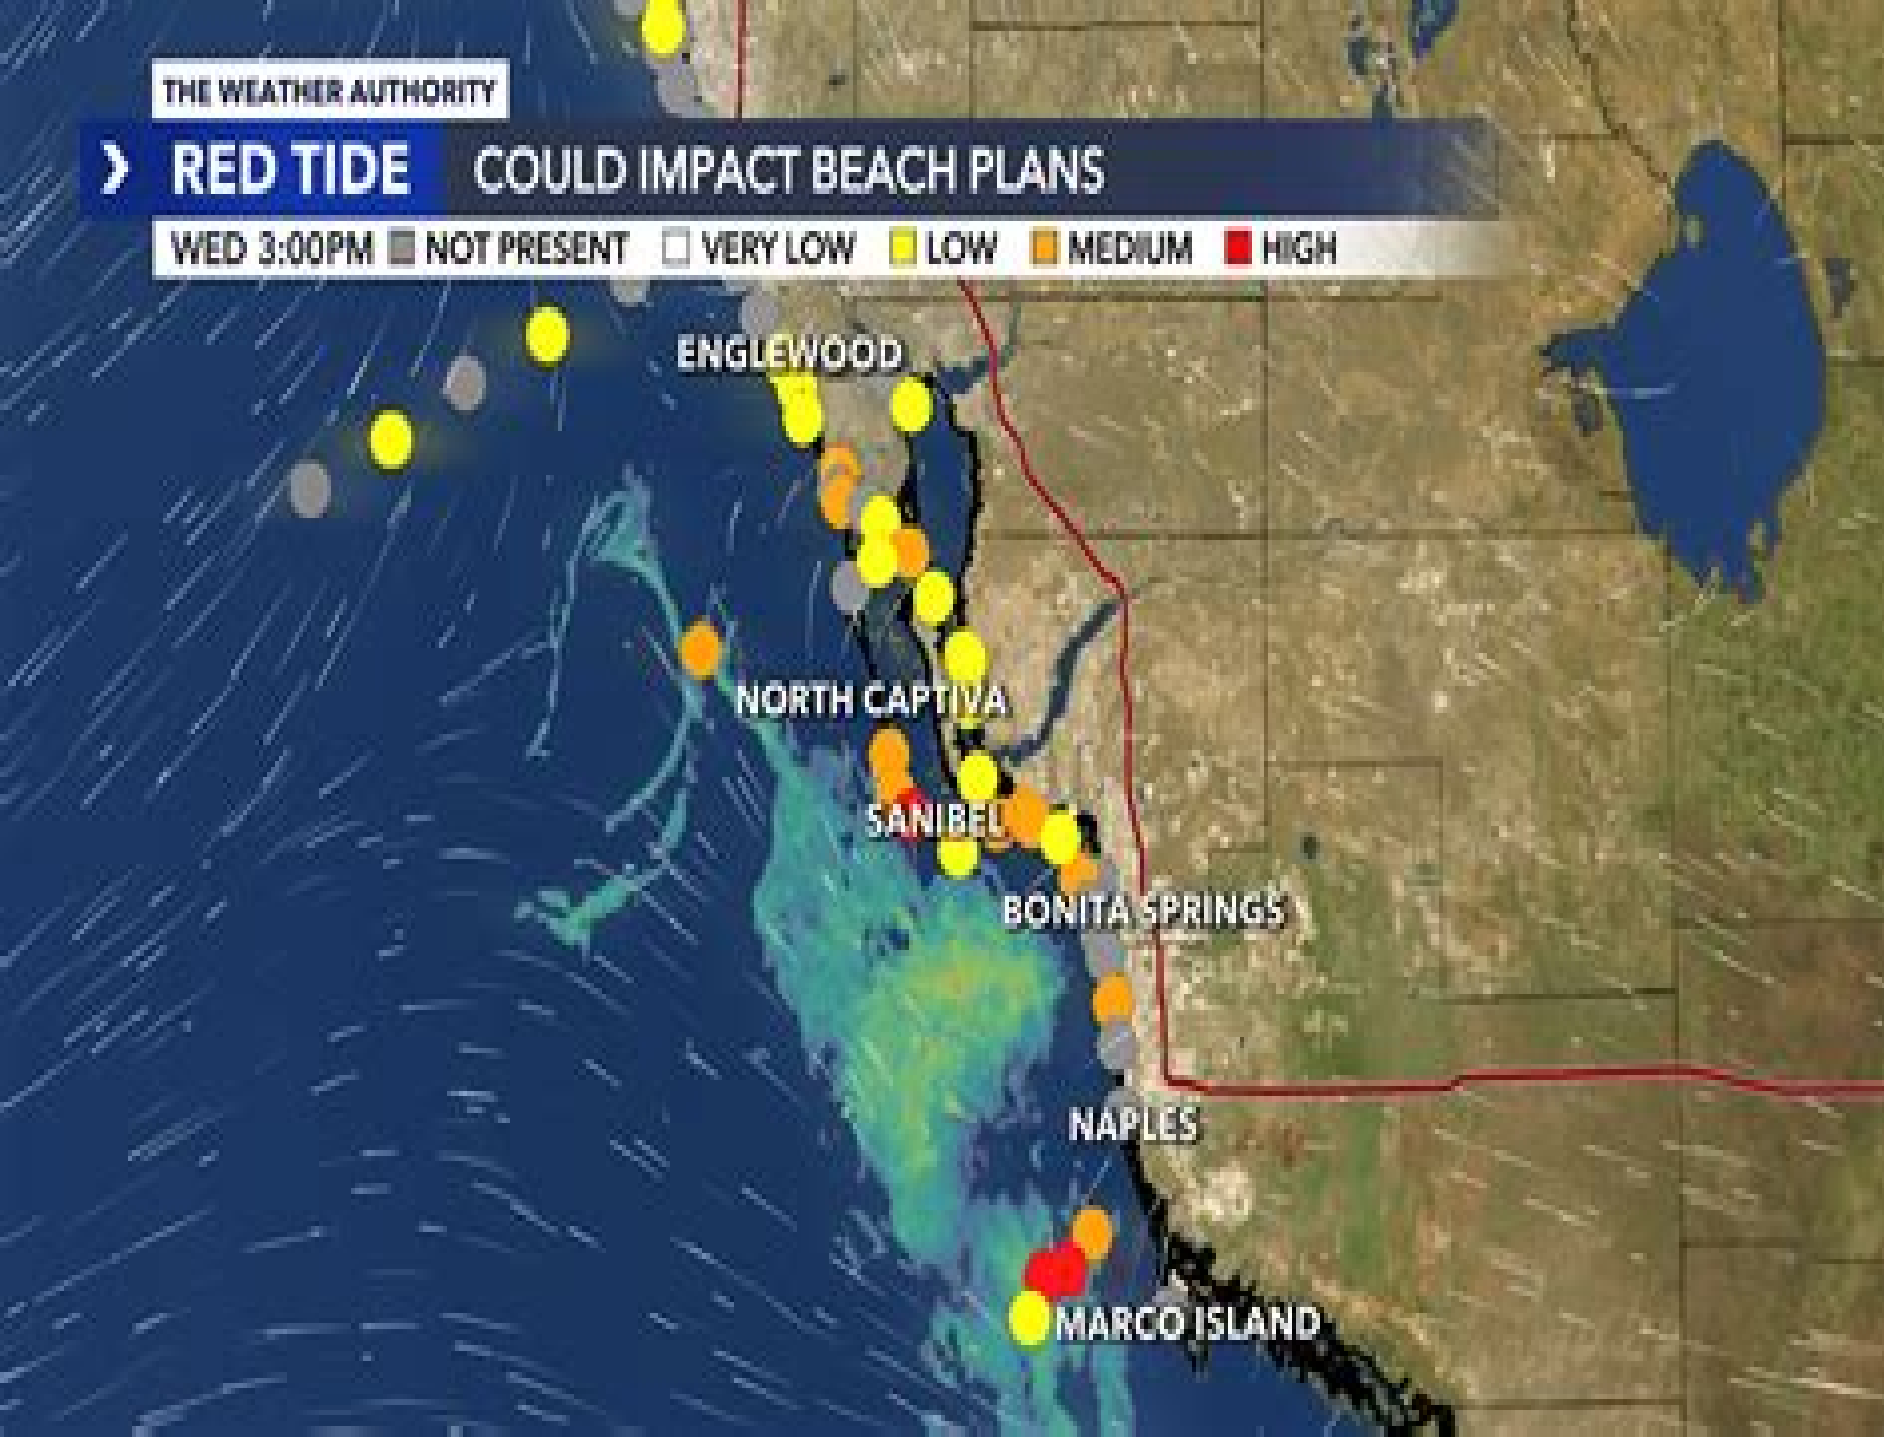 THE WEATHER AUTHORITY
❯ RED TIDE COULD IMPACT BEACH PLANS
WED 3:00PM NOT PRESENT VERY LOW LOW MEDIUM HIGH
ENGLEWOOD
NORTH CAPTIVA
SANIBEL
BONITA SPRINGS
NAPLES
MARCO ISLAND